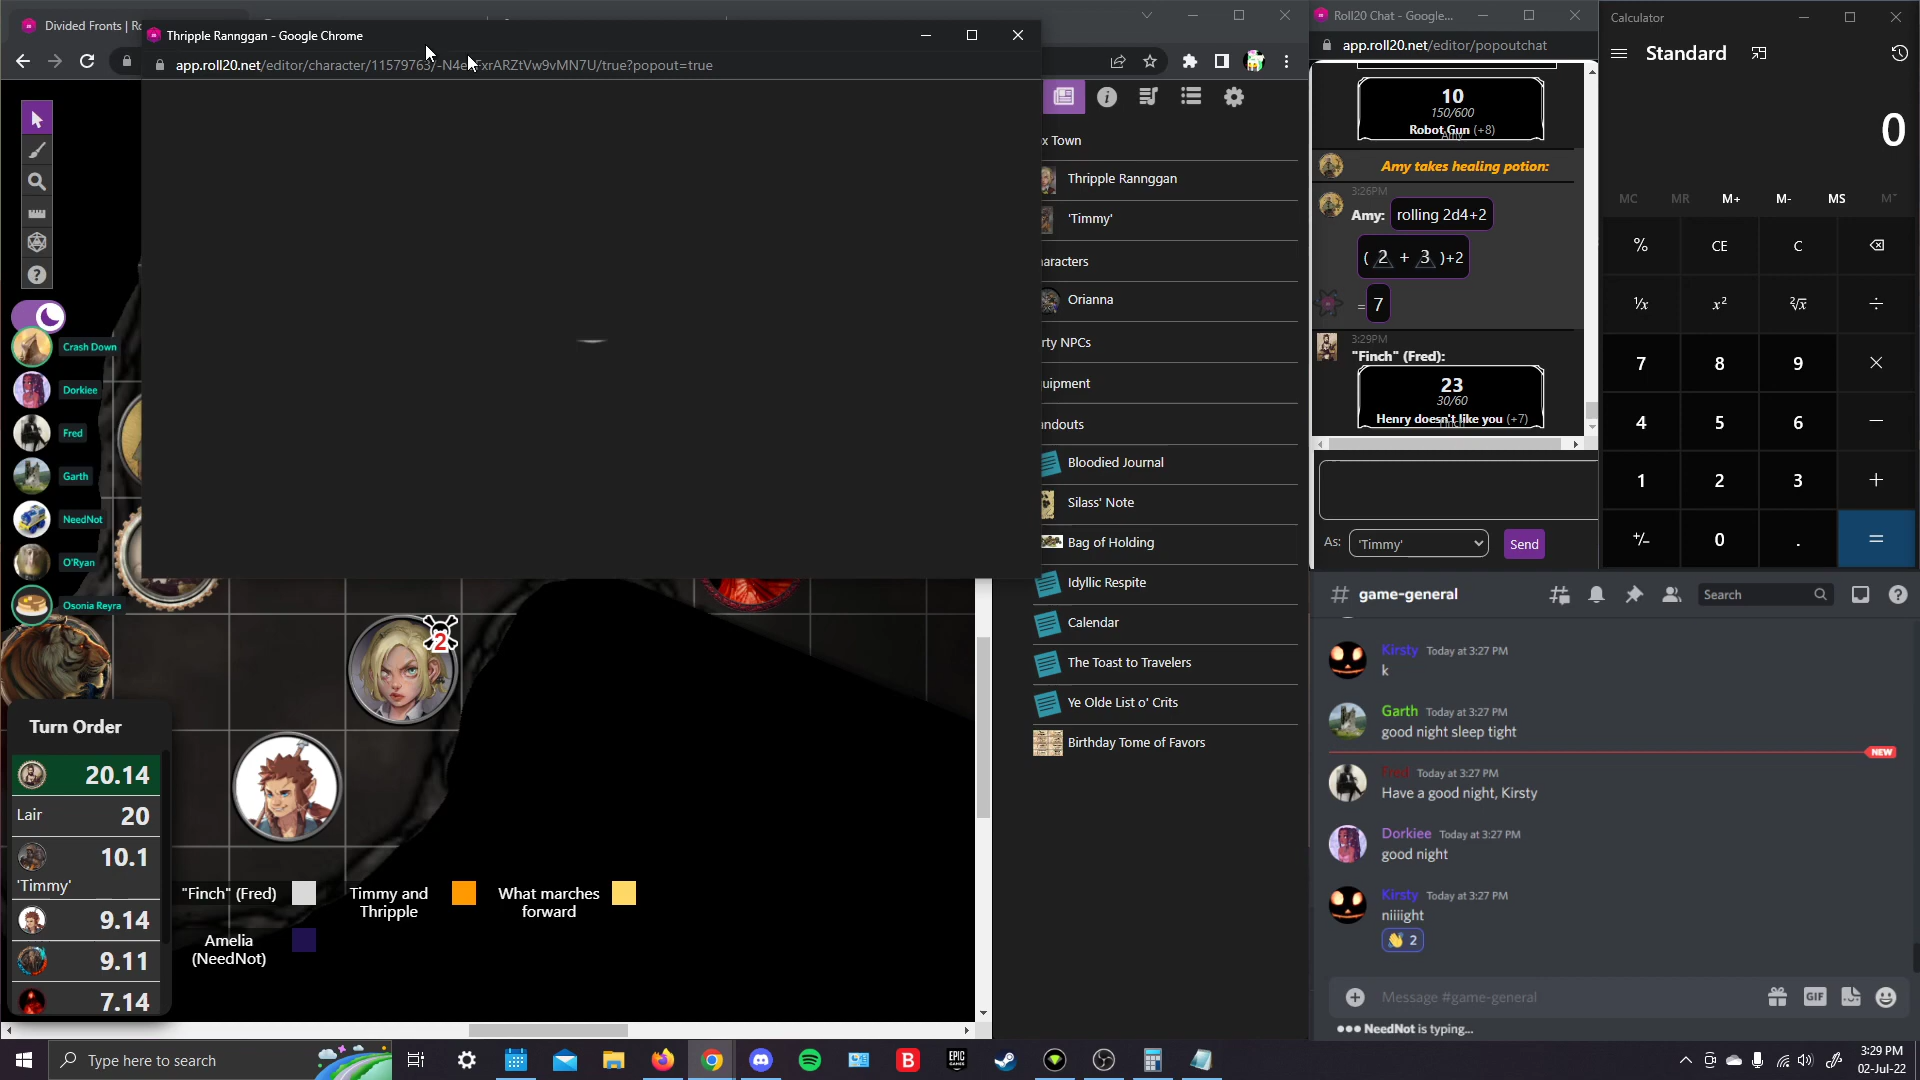 Divided Fronts | Ro
Thripple Rannggan - Google Chrome
app.roll20.net/editor/character/11579763/-N4e
xrARZtVw9vMN7U/true?popout=true
Crash Down
Dorkiee
Fred
Garth
NeedNot
O'Ryan
Osonia Reyra
2
Turn Order
20.14
Lair 20
10.1
'Timmy'
9.14
9.11
7.14
"Finch" (Fred)
Timmy and
Thripple
What marches
forward
Amelia
(NeedNot)
x Town
Thripple Rannggan
'Timmy'
aracters
Orianna
rty NPCs
uipment
ndouts
Bloodied Journal
Silass' Note
Bag of Holding
Idyllic Respite
Calendar
The Toast to Travelers
Ye Olde List o' Crits
Birthday Tome of Favors
Roll20 Chat - Google...
app.roll20.net/editor/popoutchat
10
150/600
Robot Gun (+8)
Amy
Amy takes healing potion:
3:26PM
Amy: rolling 2d4+2
( 2 + 3 )+2
= 7
3:29PM
"Finch" (Fred):
23
30/60
Henry doesn't like you (+7)
As: 'Timmy' Send
Calculator
Standard
0
MC MR M+ M- MS M˅
% CE C
⅟x x² ²√x ÷
7 8 9 ×
4 5 6 −
1 2 3 +
+/− 0 . =
# game-general
Search
Kirsty Today at 3:27 PM
k
Garth Today at 3:27 PM
good night sleep tight
NEW
Fred Today at 3:27 PM
Have a good night, Kirsty
Dorkiee Today at 3:27 PM
good night
Kirsty Today at 3:27 PM
niiiight
👋 2
Message #game-general
GIF
NeedNot is typing...
Type here to search
B
EPIC
GAMES
3:29 PM
02-Jul-22